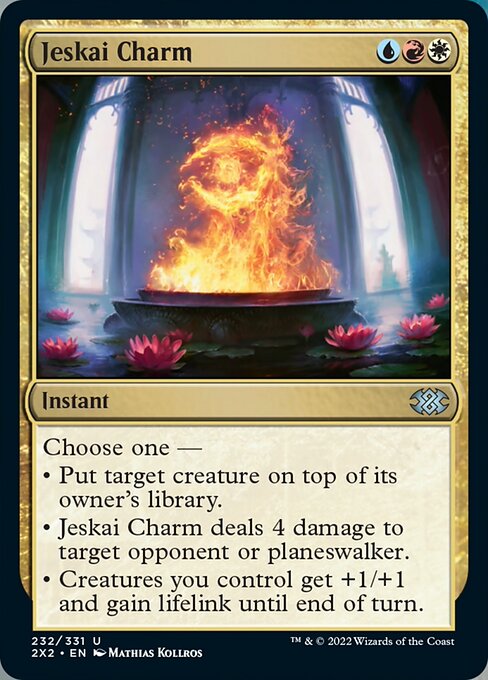 Jeskai Charm
Instant
Choose one —
• Put target creature on top of its
owner's library.
• Jeskai Charm deals 4 damage to
target opponent or planeswalker.
• Creatures you control get +1/+1
and gain lifelink until end of turn.
232/331 U
2X2 • EN Mathias Kollros
™ & © 2022 Wizards of the Coast